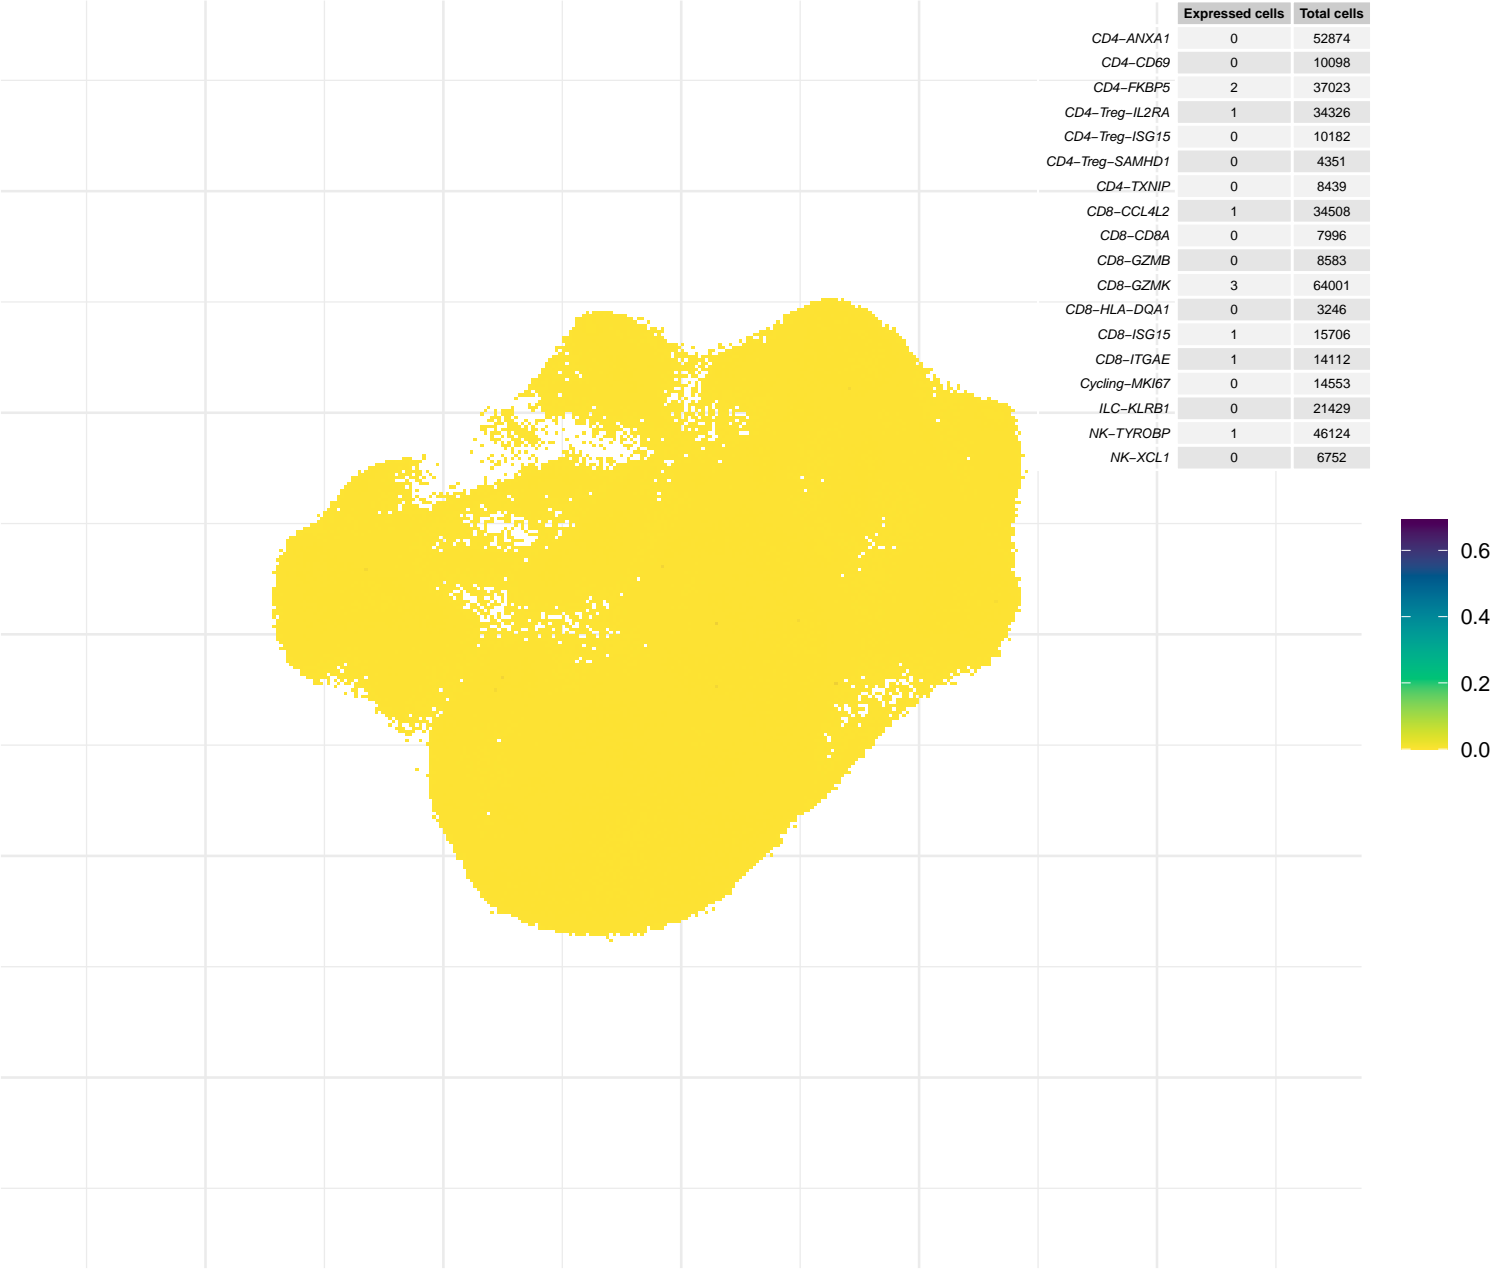 Expressed cells Total cells
CD4−ANXA1 0 52874
CD4−CD69 0 10098
CD4−FKBP5 2 37023
CD4−Treg−IL2RA 1 34326
CD4−Treg−ISG15 0 10182
CD4−Treg−SAMHD1 0 4351
CD4−TXNIP 0 8439
CD8−CCL4L2 1 34508
CD8−CD8A 0 7996
CD8−GZMB 0 8583
CD8−GZMK 3 64001
CD8−HLA−DQA1 0 3246
CD8−ISG15 1 15706
CD8−ITGAE 1 14112
Cycling−MKI67 0 14553
ILC−KLRB1 0 21429
NK−TYROBP 1 46124
NK−XCL1 0 6752
0.6
0.4
0.2
0.0